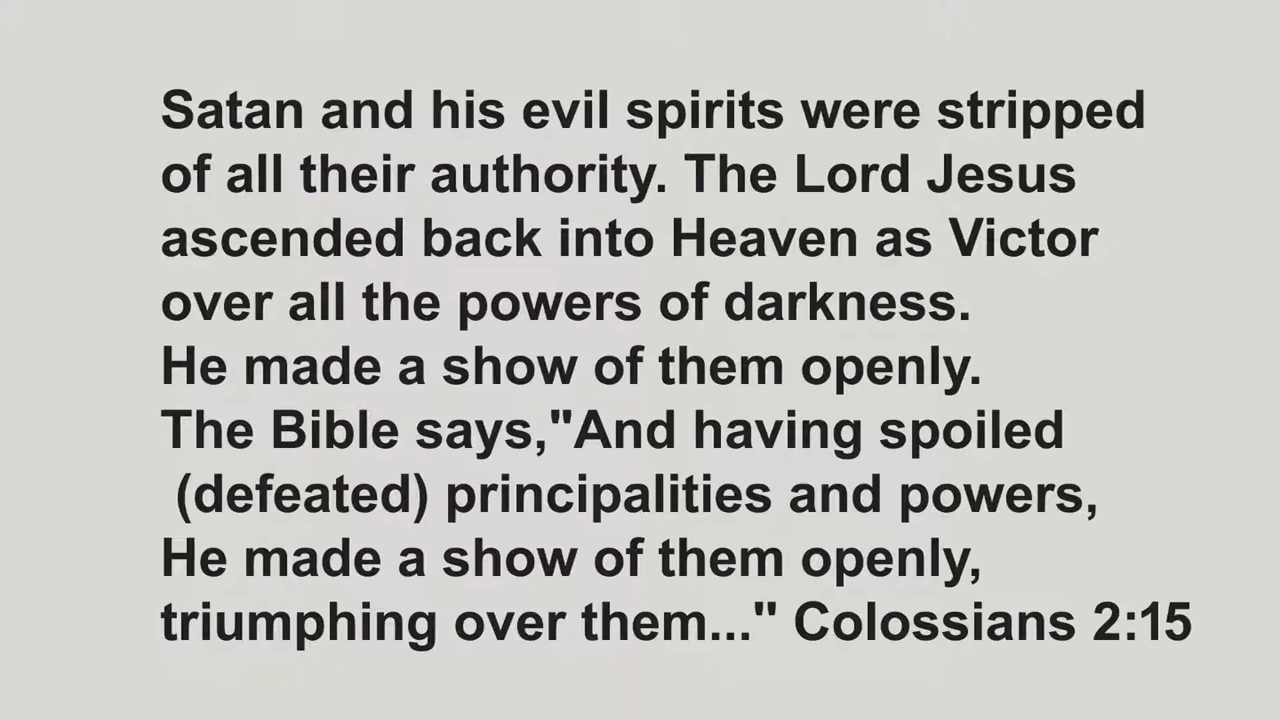 Satan and his evil spirits were stripped
of all their authority. The Lord Jesus
ascended back into Heaven as Victor
over all the powers of darkness.
He made a show of them openly.
The Bible says,"And having spoiled
(defeated) principalities and powers,
He made a show of them openly,
triumphing over them..." Colossians 2:15